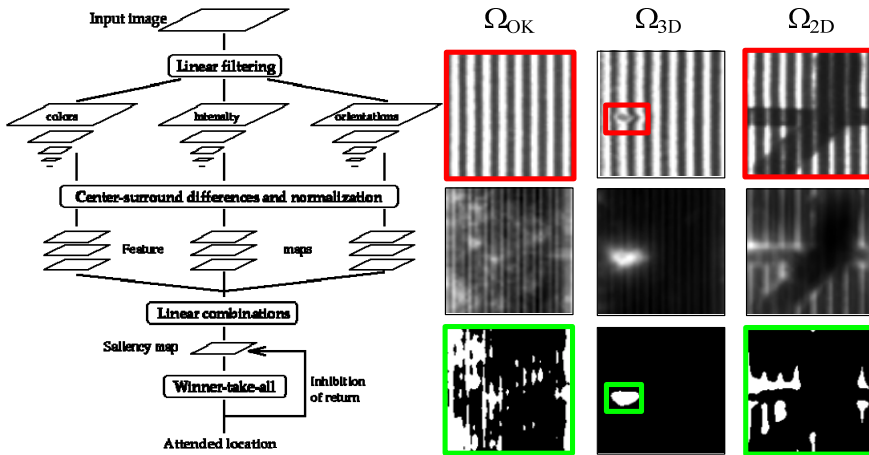 Input image
Linear filtering
colors intensity orientations
Center-surround differences and normalization
Feature maps
Linear combinations
Saliency map
Winner-take-all
Inhibition
of return
Attended location
Ω_OK Ω_3D Ω_2D